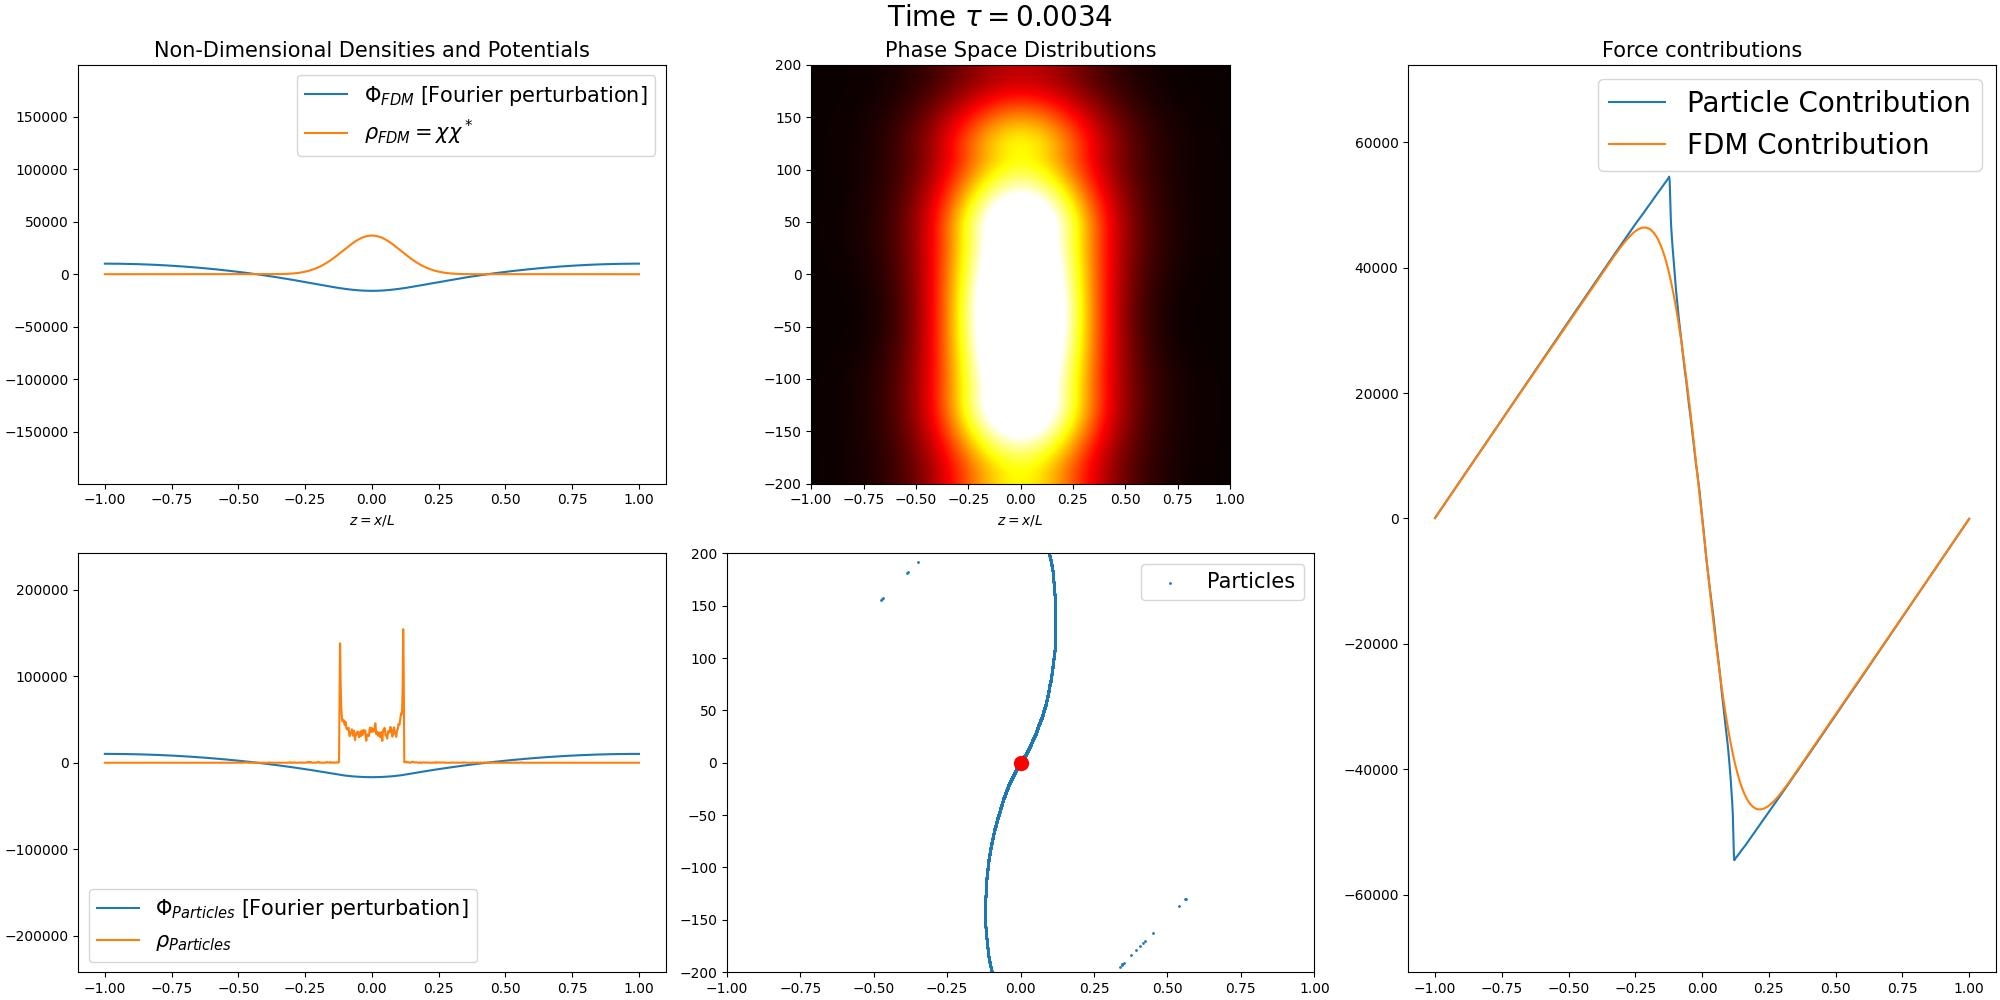 Time τ = 0.0034
Non-Dimensional Densities and Potentials
Φ_FDM [Fourier perturbation]
ρ_FDM = χχ*
150000
100000
50000
0
−50000
−100000
−150000
−1.00 −0.75 −0.50 −0.25 0.00 0.25 0.50 0.75 1.00
z = x/L
Phase Space Distributions
200
150
100
50
0
−50
−100
−150
−200
−1.00 −0.75 −0.50 −0.25 0.00 0.25 0.50 0.75 1.00
z = x/L
Force contributions
Particle Contribution
FDM Contribution
60000
40000
20000
0
−20000
−40000
−60000
−1.00 −0.75 −0.50 −0.25 0.00 0.25 0.50 0.75 1.00
200000
100000
0
−100000
−200000
Φ_Particles [Fourier perturbation]
ρ_Particles
−1.00 −0.75 −0.50 −0.25 0.00 0.25 0.50 0.75 1.00
Particles
200
150
100
50
0
−50
−100
−150
−200
−1.00 −0.75 −0.50 −0.25 0.00 0.25 0.50 0.75 1.00